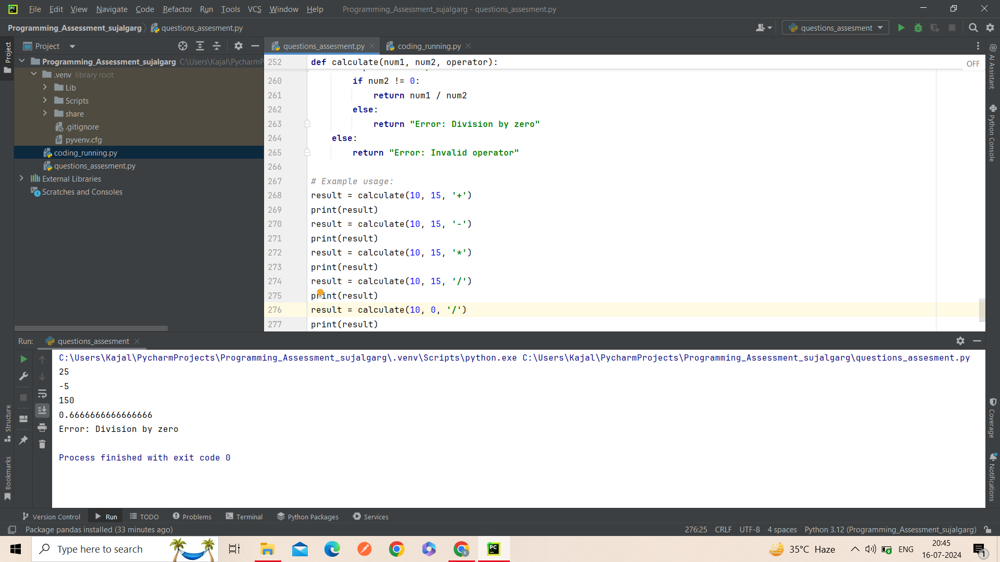 File Edit View Navigate Code Refactor Run Tools VCS Window Help Programming_Assessment_sujalgarg - questions_assesment.py
Programming_Assessment_sujalgarg questions_assesment.py questions_assesment
Project
Project
Programming_Assessment_sujalgarg C:\Users\Kajal\PycharmP
.venv library root
Lib
Scripts
share
.gitignore
pyvenv.cfg
coding_running.py
questions_assesment.py
External Libraries
Scratches and Consoles
questions_assesment.py coding_running.py
252 def calculate(num1, num2, operator):
OFF
260 if num2 != 0:
261 return num1 / num2
262 else:
263 return "Error: Division by zero"
264 else:
265 return "Error: Invalid operator"
266
267 # Example usage:
268 result = calculate(10, 15, '+')
269 print(result)
270 result = calculate(10, 15, '-')
271 print(result)
272 result = calculate(10, 15, '*')
273 print(result)
274 result = calculate(10, 15, '/')
275 print(result)
276 result = calculate(10, 0, '/')
277 print(result)
AI Assistant
Python Console
Coverage
Notifications
Structure
Bookmarks
Run: questions_assesment
C:\Users\Kajal\PycharmProjects\Programming_Assessment_sujalgarg\.venv\Scripts\python.exe C:\Users\Kajal\PycharmProjects\Programming_Assessment_sujalgarg\questions_assesment.py
25
-5
150
0.6666666666666666
Error: Division by zero
Process finished with exit code 0
Version Control Run TODO Problems Terminal Python Packages Services
Package pandas installed (33 minutes ago) 276:25 CRLF UTF-8 4 spaces Python 3.12 (Programming_Assessment_sujalgarg)
Type here to search
35°C Haze ENG
20:45
16-07-2024
1